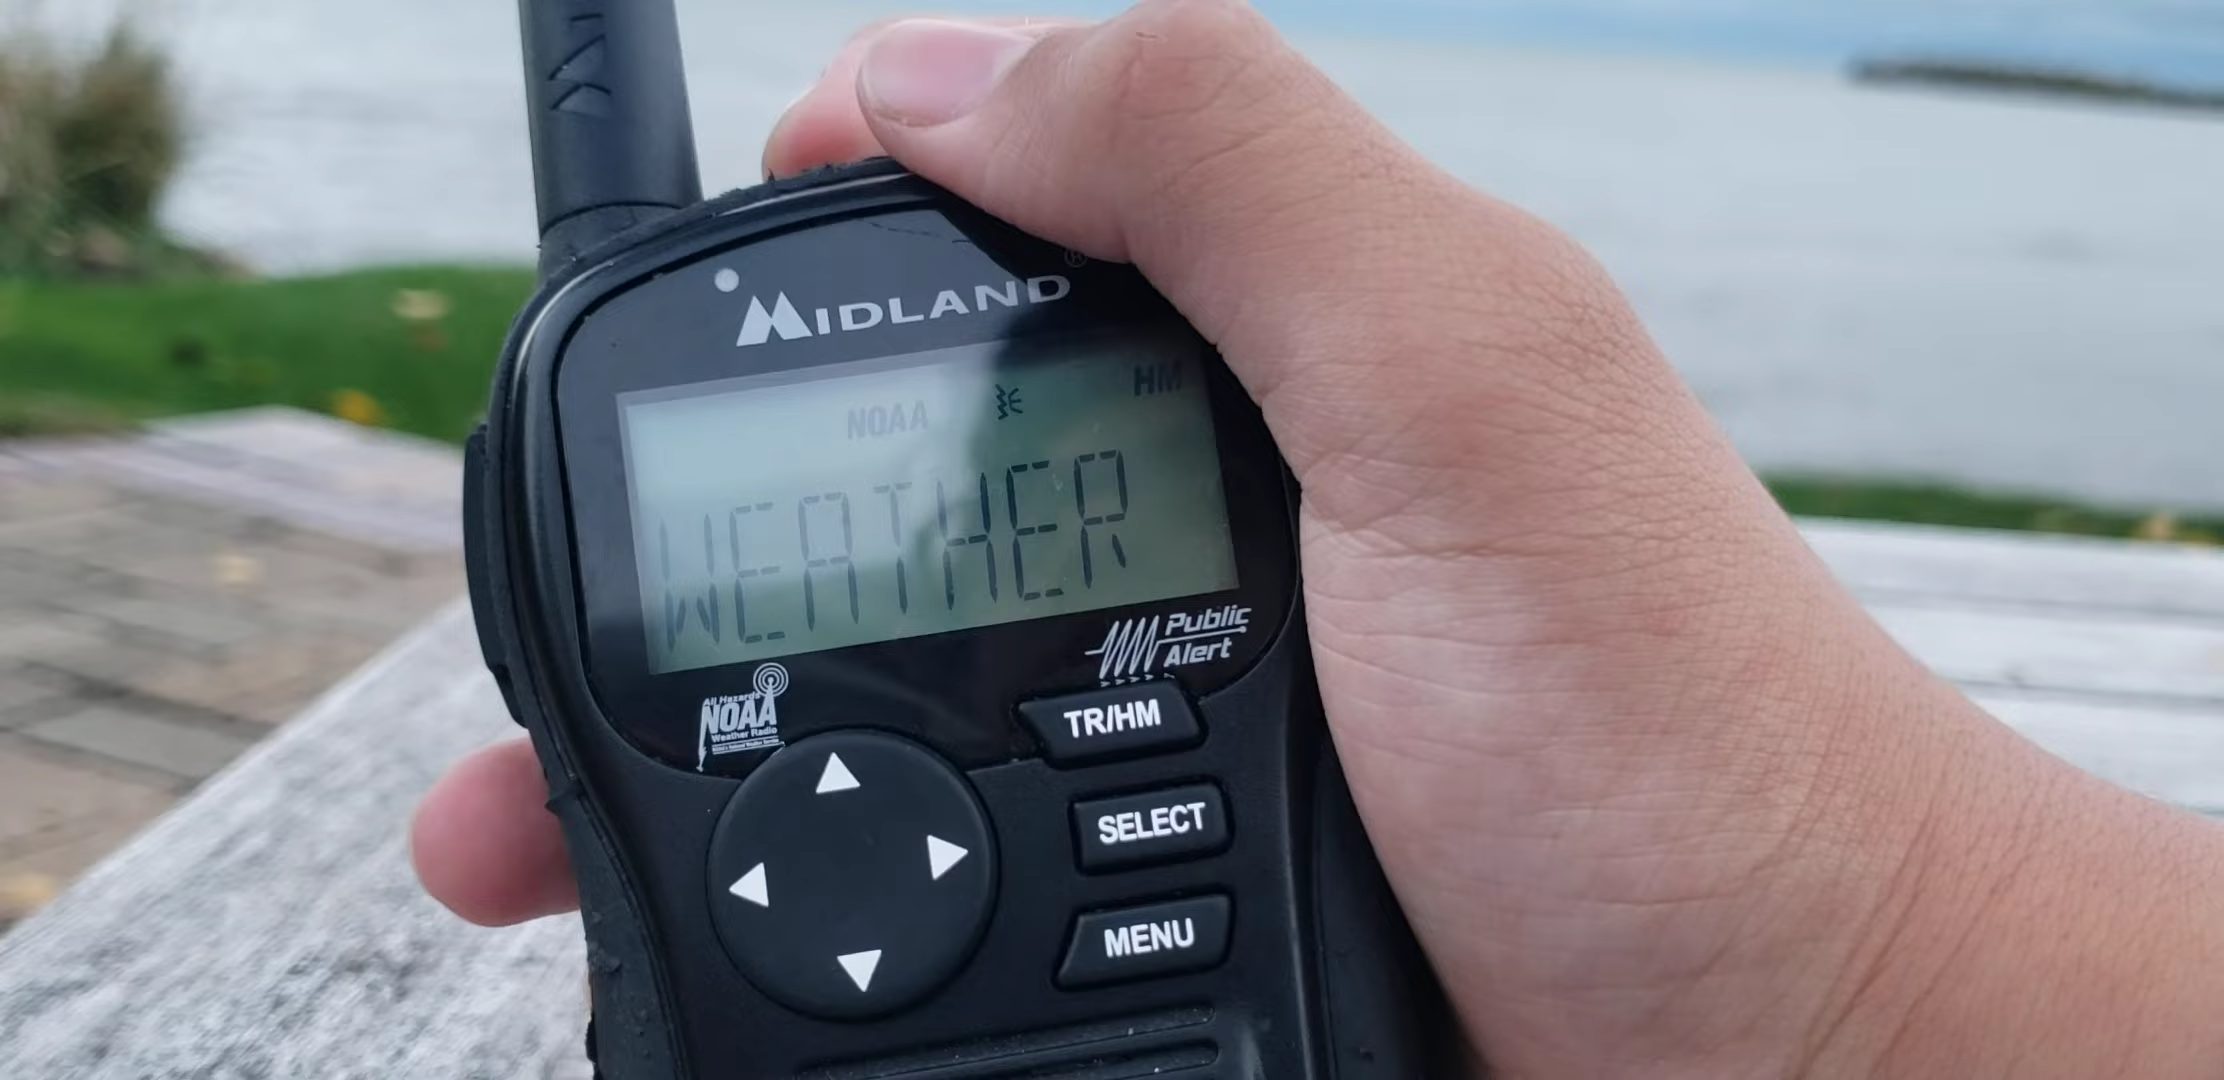 MIDLAND®
NOAA HM
WEATHER
Public
Alert
All Hazards
NOAA
Weather Radio
TR/HM
SELECT
MENU